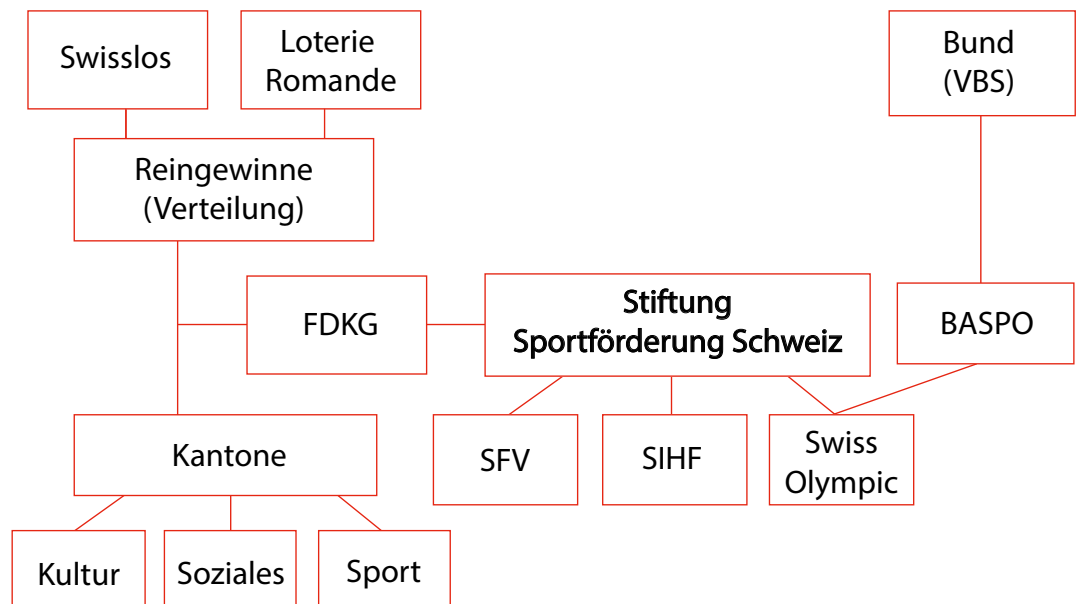 Swisslos
Loterie
Romande
Bund
(VBS)
Reingewinne
(Verteilung)
FDKG
Stiftung
Sportförderung Schweiz
BASPO
Kantone
SFV
SIHF
Swiss
Olympic
Kultur
Soziales
Sport